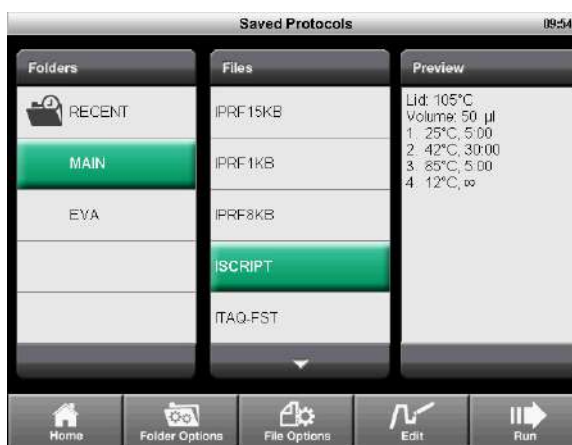 Saved Protocols 09:54
Folders
RECENT
MAIN
EVA
Files
IPRF15KB
IPRF1KB
IPRF8KB
ISCRIPT
ITAQ-FST
Preview
Lid: 105°C
Volume: 50 µl
1. 25°C, 5:00
2. 42°C, 30:00
3. 85°C, 5:00
4. 12°C, ∞
Home
Folder Options
File Options
Edit
Run